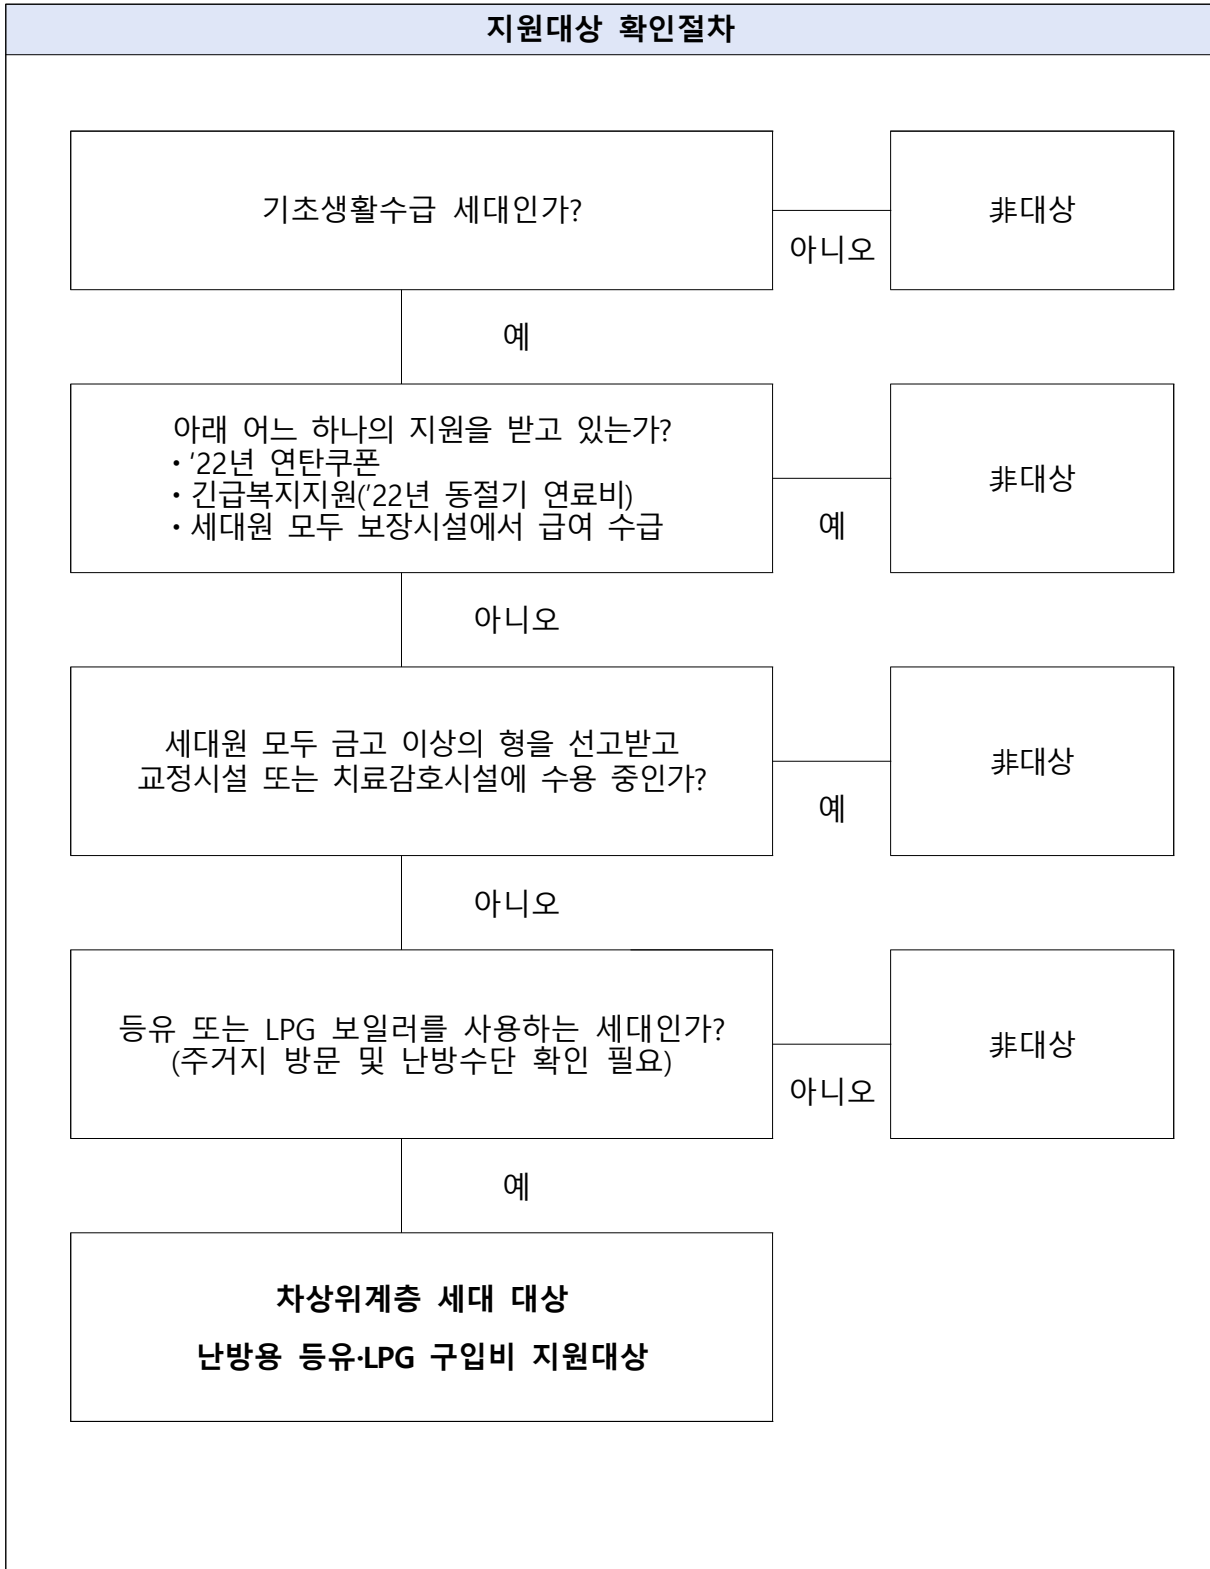 지원대상 확인절차
기초생활수급 세대인가?
非대상
아니오
예
아래 어느 하나의 지원을 받고 있는가?
• ’22년 연탄쿠폰
• 긴급복지지원(’22년 동절기 연료비)
• 세대원 모두 보장시설에서 급여 수급
非대상
예
아니오
세대원 모두 금고 이상의 형을 선고받고
교정시설 또는 치료감호시설에 수용 중인가?
非대상
예
아니오
등유 또는 LPG 보일러를 사용하는 세대인가?
(주거지 방문 및 난방수단 확인 필요)
非대상
아니오
예
차상위계층 세대 대상
난방용 등유·LPG 구입비 지원대상